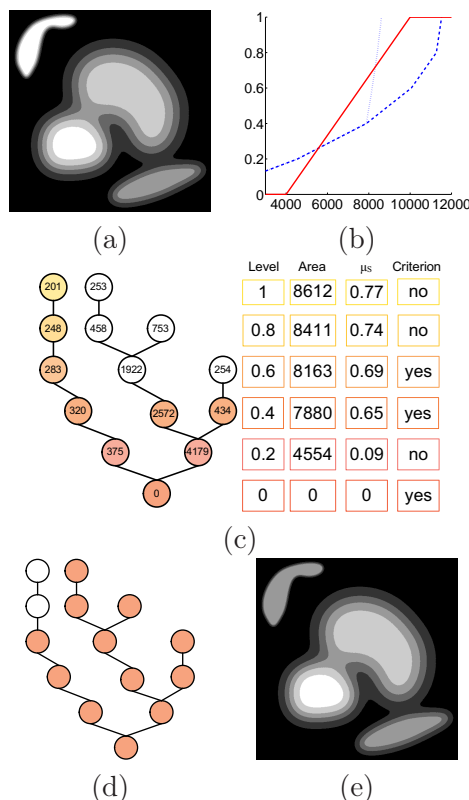 1
0.8
0.6
0.4
0.2
0
4000 6000 8000 10000 12000
(a) (b)
Level Area μs Criterion
201 253 1 8612 0.77 no
248 458 753 0.8 8411 0.74 no
283 1922 254 0.6 8163 0.69 yes
320 2572 434 0.4 7880 0.65 yes
375 4179 0.2 4554 0.09 no
0 0 0 0 yes
(c)
(d) (e)